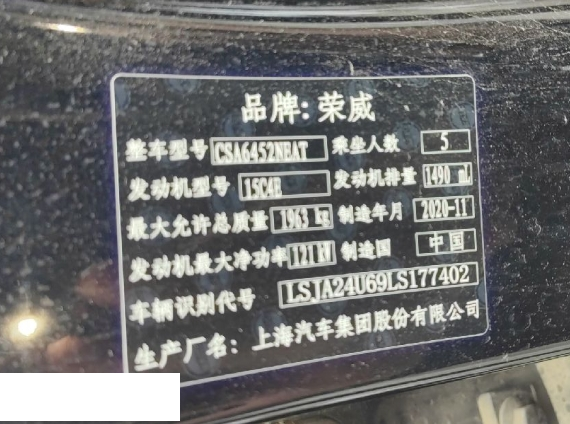 品牌: 荣威
整车型号 CSA6452NEAT 乘坐人数 5
发动机型号 15C4E 发动机排量 1490 mL
最大允许总质量 1963 kg 制造年月 2020-11
发动机最大净功率 121 kW 制造国 中国
车辆识别代号 LSJA24U69LS177402
生产厂名: 上海汽车集团股份有限公司